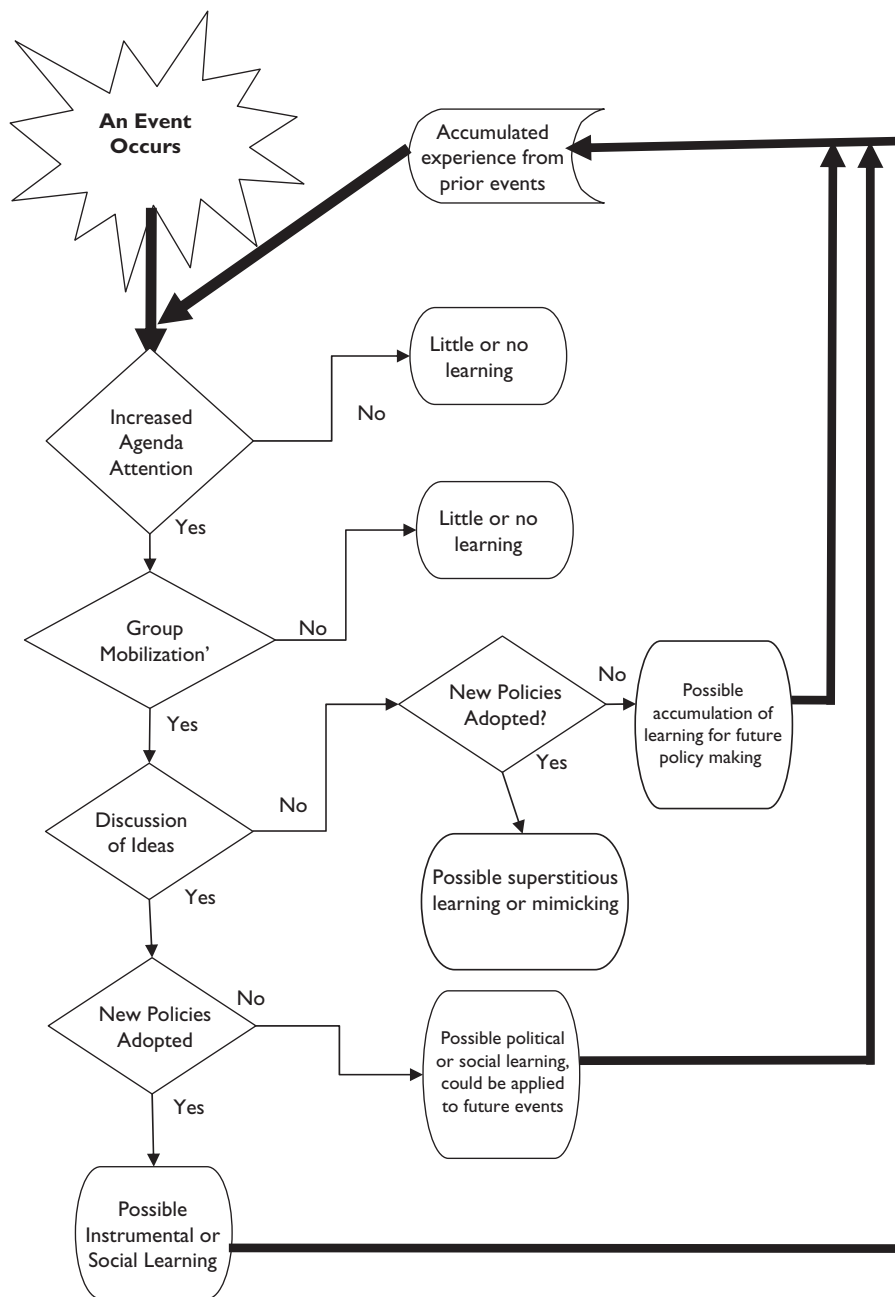 An Event
Occurs
Accumulated
experience from
prior events
Little or no
learning
No
Increased
Agenda
Attention
Yes
Little or no
learning
No
Group
Mobilization’
Yes
New Policies
Adopted?
No
Possible
accumulation of
learning for future
policy making
Yes
No
Discussion
of Ideas
Yes
Possible superstitious
learning or mimicking
New Policies
Adopted
No
Possible political
or social learning,
could be applied
to future events
Yes
Possible
Instrumental or
Social Learning